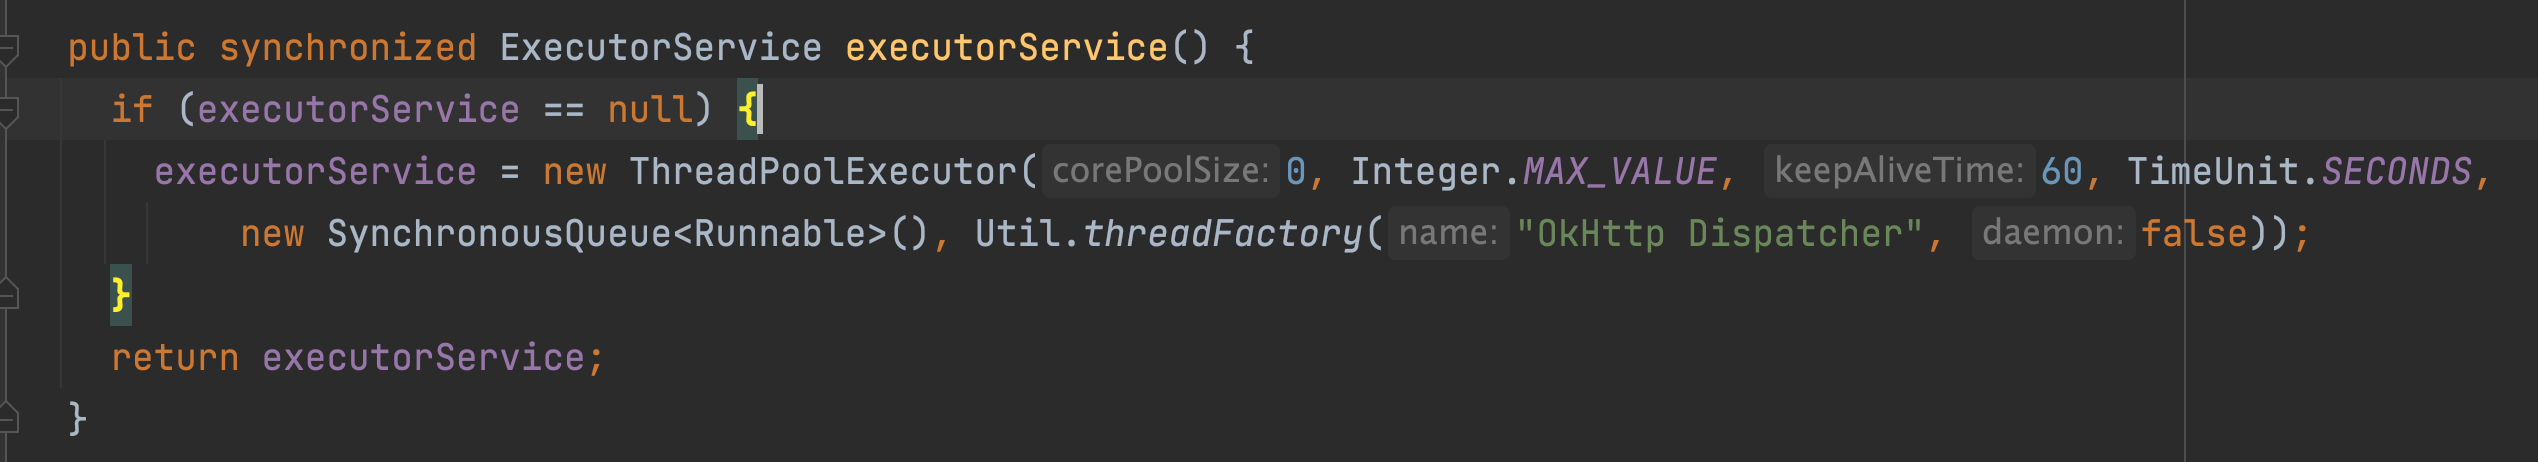 public synchronized ExecutorService executorService() {
if (executorService == null) {
executorService = new ThreadPoolExecutor( corePoolSize: 0, Integer.MAX_VALUE, keepAliveTime: 60, TimeUnit.SECONDS,
new SynchronousQueue<Runnable>(), Util.threadFactory( name: "OkHttp Dispatcher", daemon: false));
}
return executorService;
}